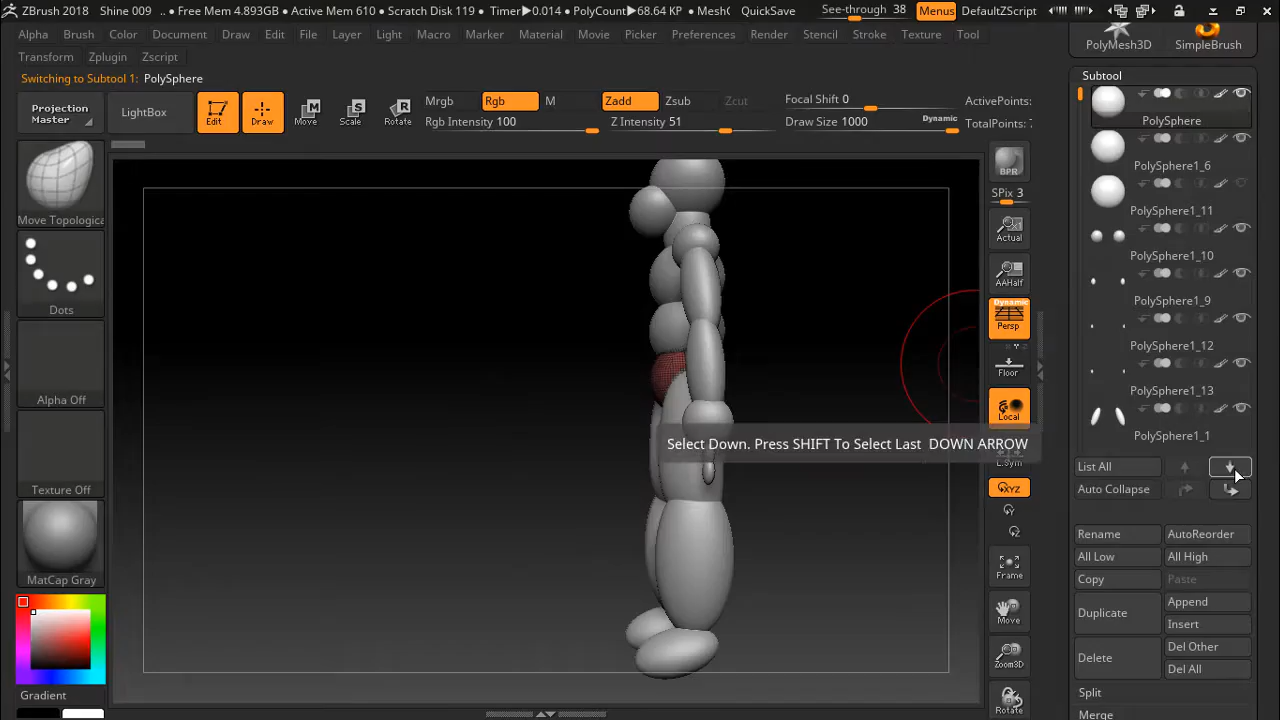 ZBrush 2018 Shine 009 • Free Mem 4.893GB • Active Mem 610 • Scratch Disk 119 • Timer▶0.014 • PolyCount▶68.64 KP • MeshC QuickSave See-through 38 Menus DefaultZScript
PolyMesh3D SimpleBrush
Alpha Brush Color Document Draw Edit File Layer Light Macro Marker Material Movie Picker Preferences Render Stencil Stroke Texture Tool
Transform Zplugin Zscript
Switching to Subtool 1: PolySphere
Projection
Master
LightBox
Edit
Draw
Move
Scale
Rotate
Mrgb Rgb M Zadd Zsub Zcut
Rgb Intensity 100 Z Intensity 51
Focal Shift 0
Draw Size 1000 Dynamic
ActivePoints:
TotalPoints: 7
Move Topologica
Dots
Alpha Off
Texture Off
MatCap Gray
Gradient
Select Down. Press SHIFT To Select Last DOWN ARROW
BPR
SPix 3
Actual
AAHalf
Dynamic
Persp
Floor
Local
L.Sym
XYZ
Y
Z
Frame
Move
Zoom3D
Rotate
Subtool
PolySphere
PolySphere1_6
PolySphere1_11
PolySphere1_10
PolySphere1_9
PolySphere1_12
PolySphere1_13
PolySphere1_1
List All
Auto Collapse
Rename AutoReorder
All Low All High
Copy Paste
Duplicate Append
Insert
Delete Del Other
Del All
Split
Merge